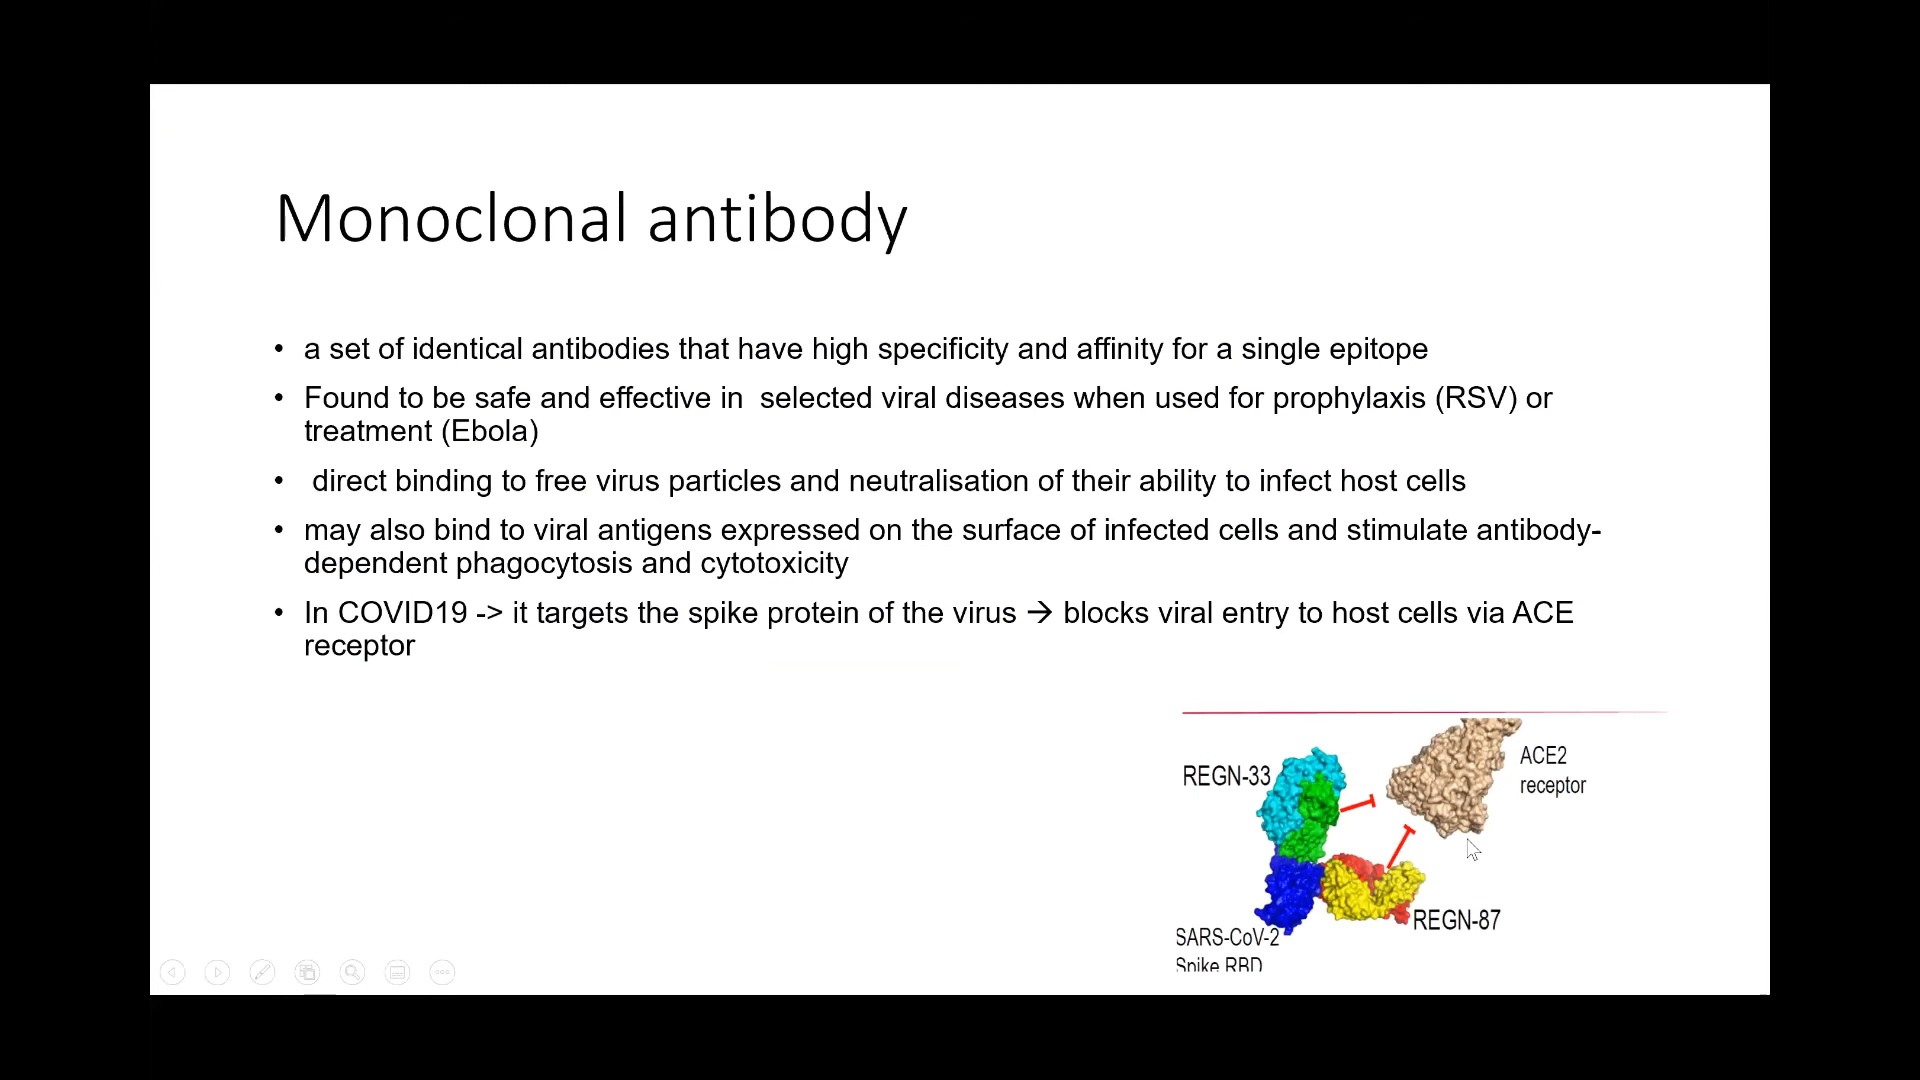 Monoclonal antibody
• a set of identical antibodies that have high specificity and affinity for a single epitope
• Found to be safe and effective in  selected viral diseases when used for prophylaxis (RSV) or
treatment (Ebola)
•  direct binding to free virus particles and neutralisation of their ability to infect host cells
• may also bind to viral antigens expressed on the surface of infected cells and stimulate antibody-
dependent phagocytosis and cytotoxicity
• In COVID19 -> it targets the spike protein of the virus → blocks viral entry to host cells via ACE
receptor
REGN-33
ACE2
receptor
REGN-87
SARS-CoV-2
Spike RBD